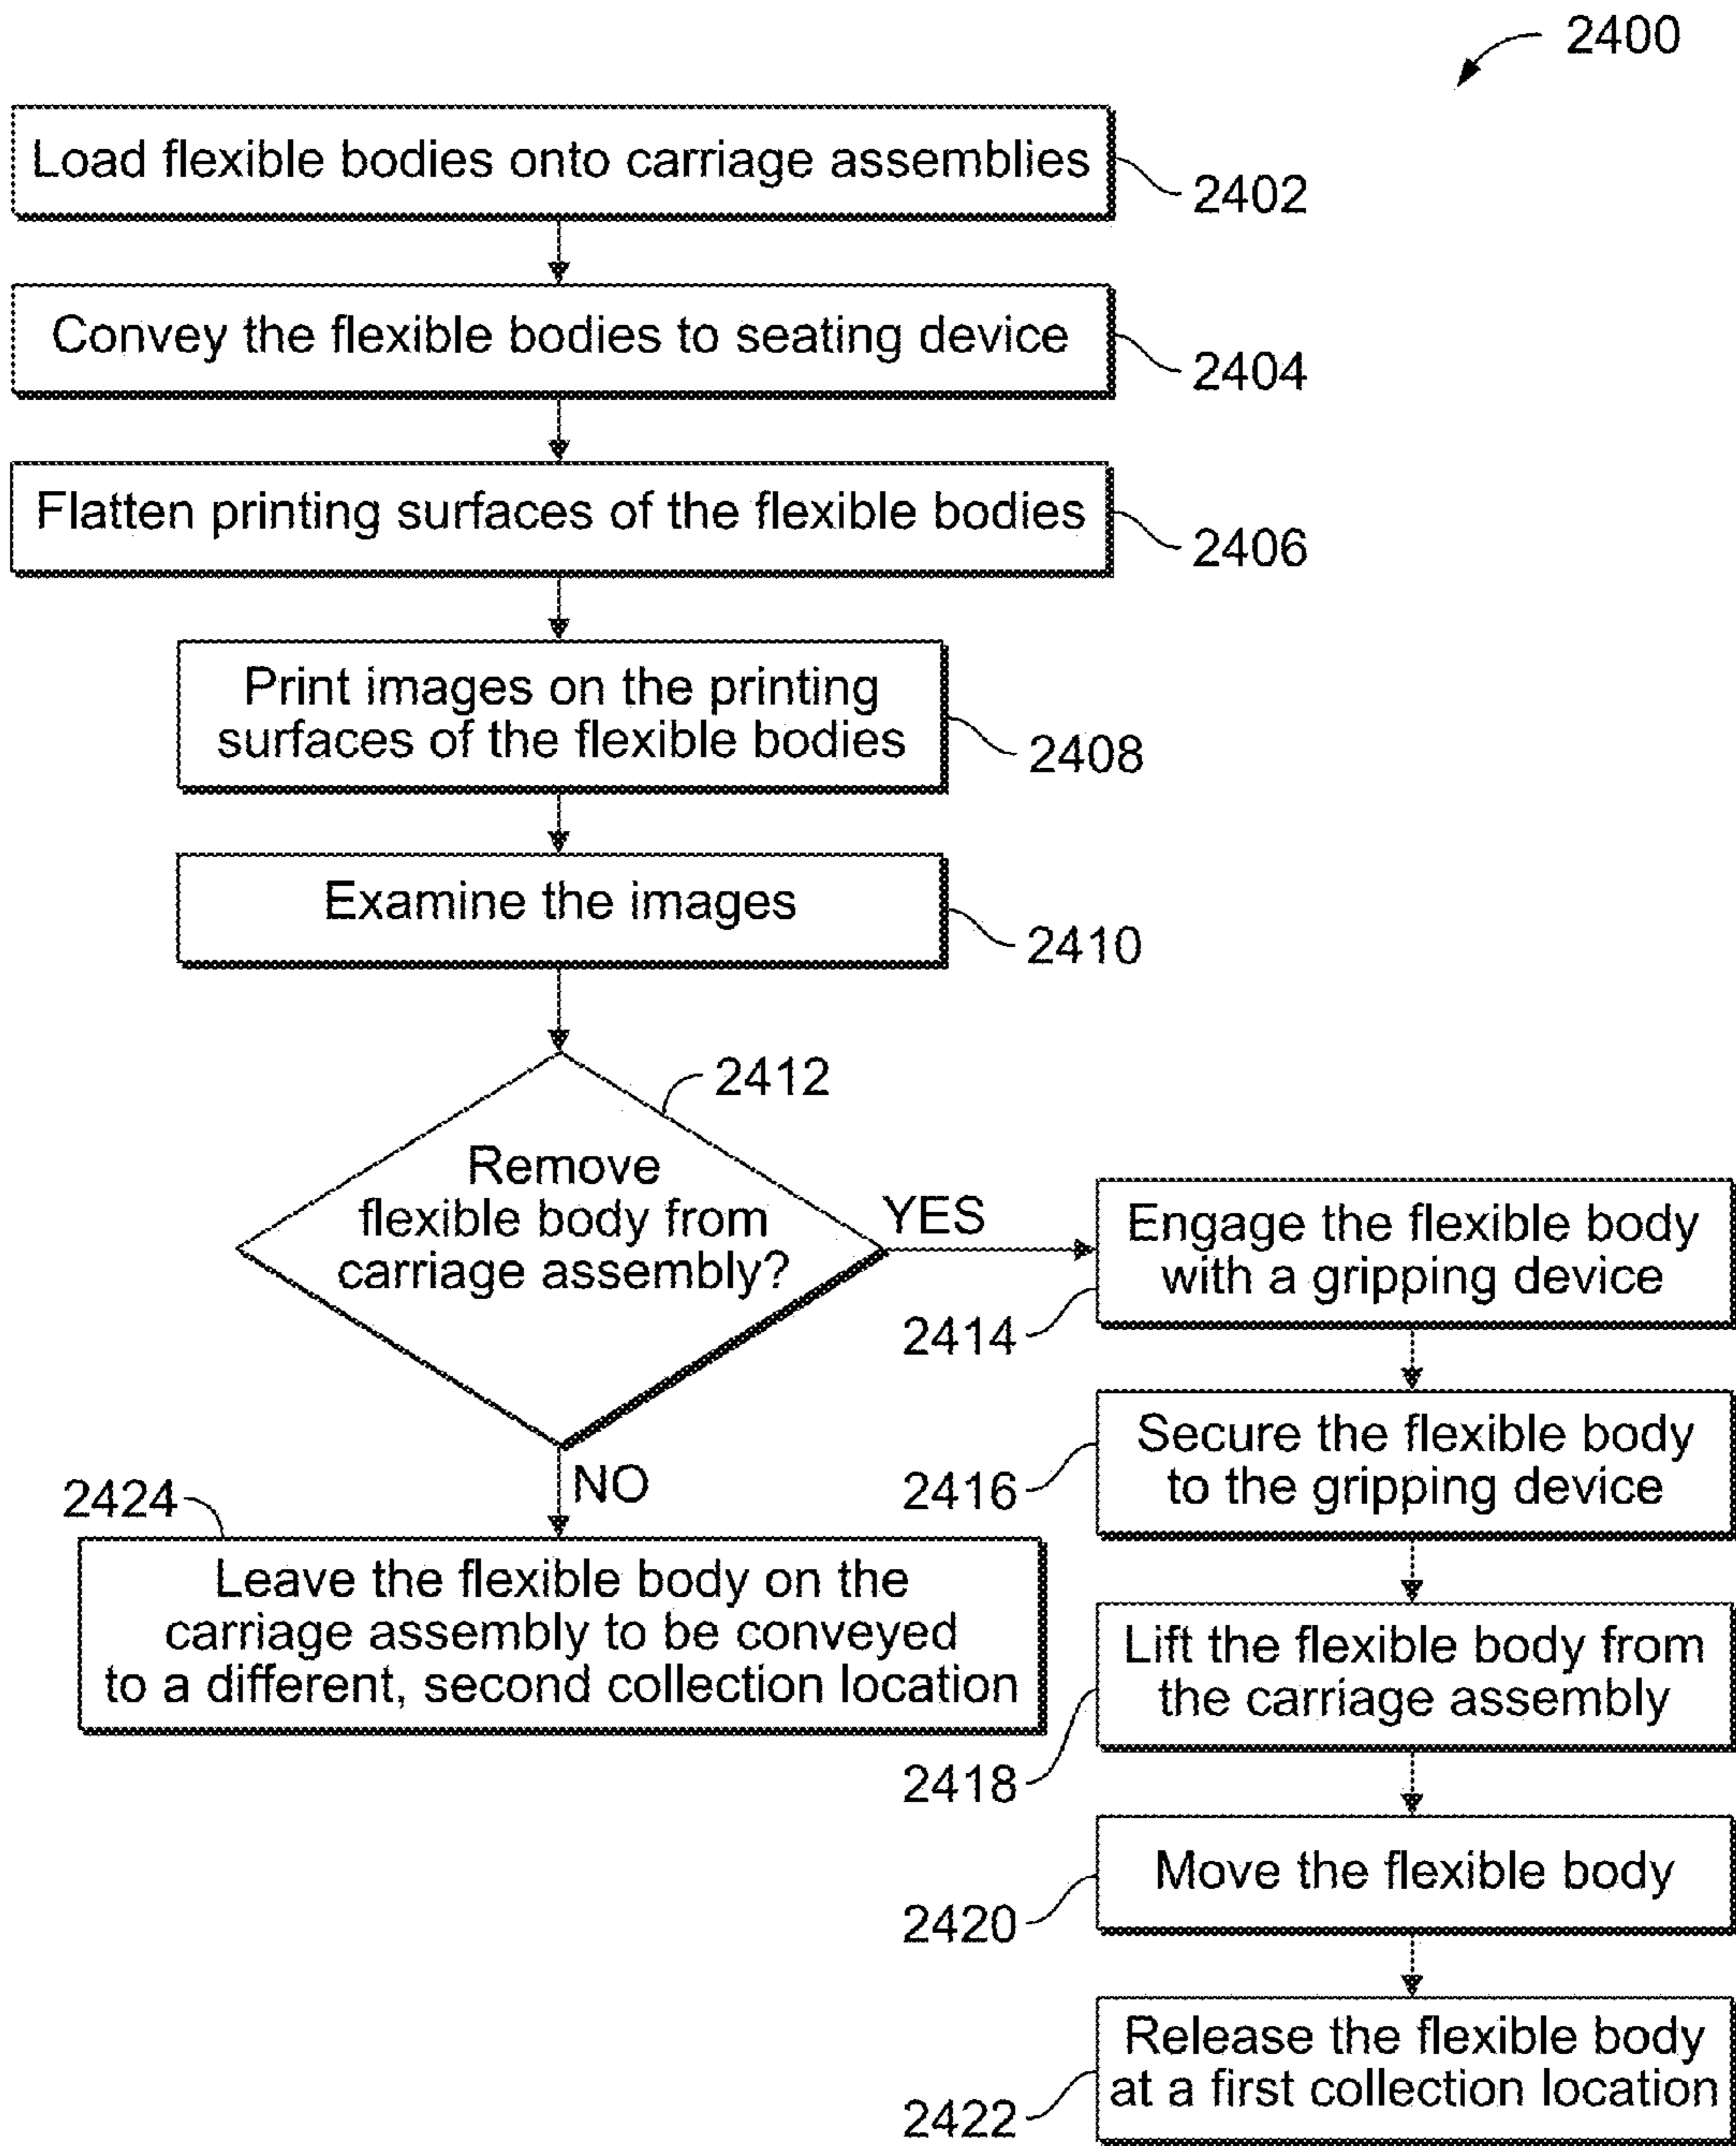 2400
Load flexible bodies onto carriage assemblies
2402
Convey the flexible bodies to seating device
2404
Flatten printing surfaces of the flexible bodies
2406
Print images on the printing
surfaces of the flexible bodies
2408
Examine the images
2410
2412
Remove
flexible body from
carriage assembly?
YES
NO
Engage the flexible body
with a gripping device
2414
Secure the flexible body
to the gripping device
2416
Lift the flexible body from
the carriage assembly
2418
Move the flexible body
2420
Release the flexible body
at a first collection location
2422
2424
Leave the flexible body on the
carriage assembly to be conveyed
to a different, second collection location